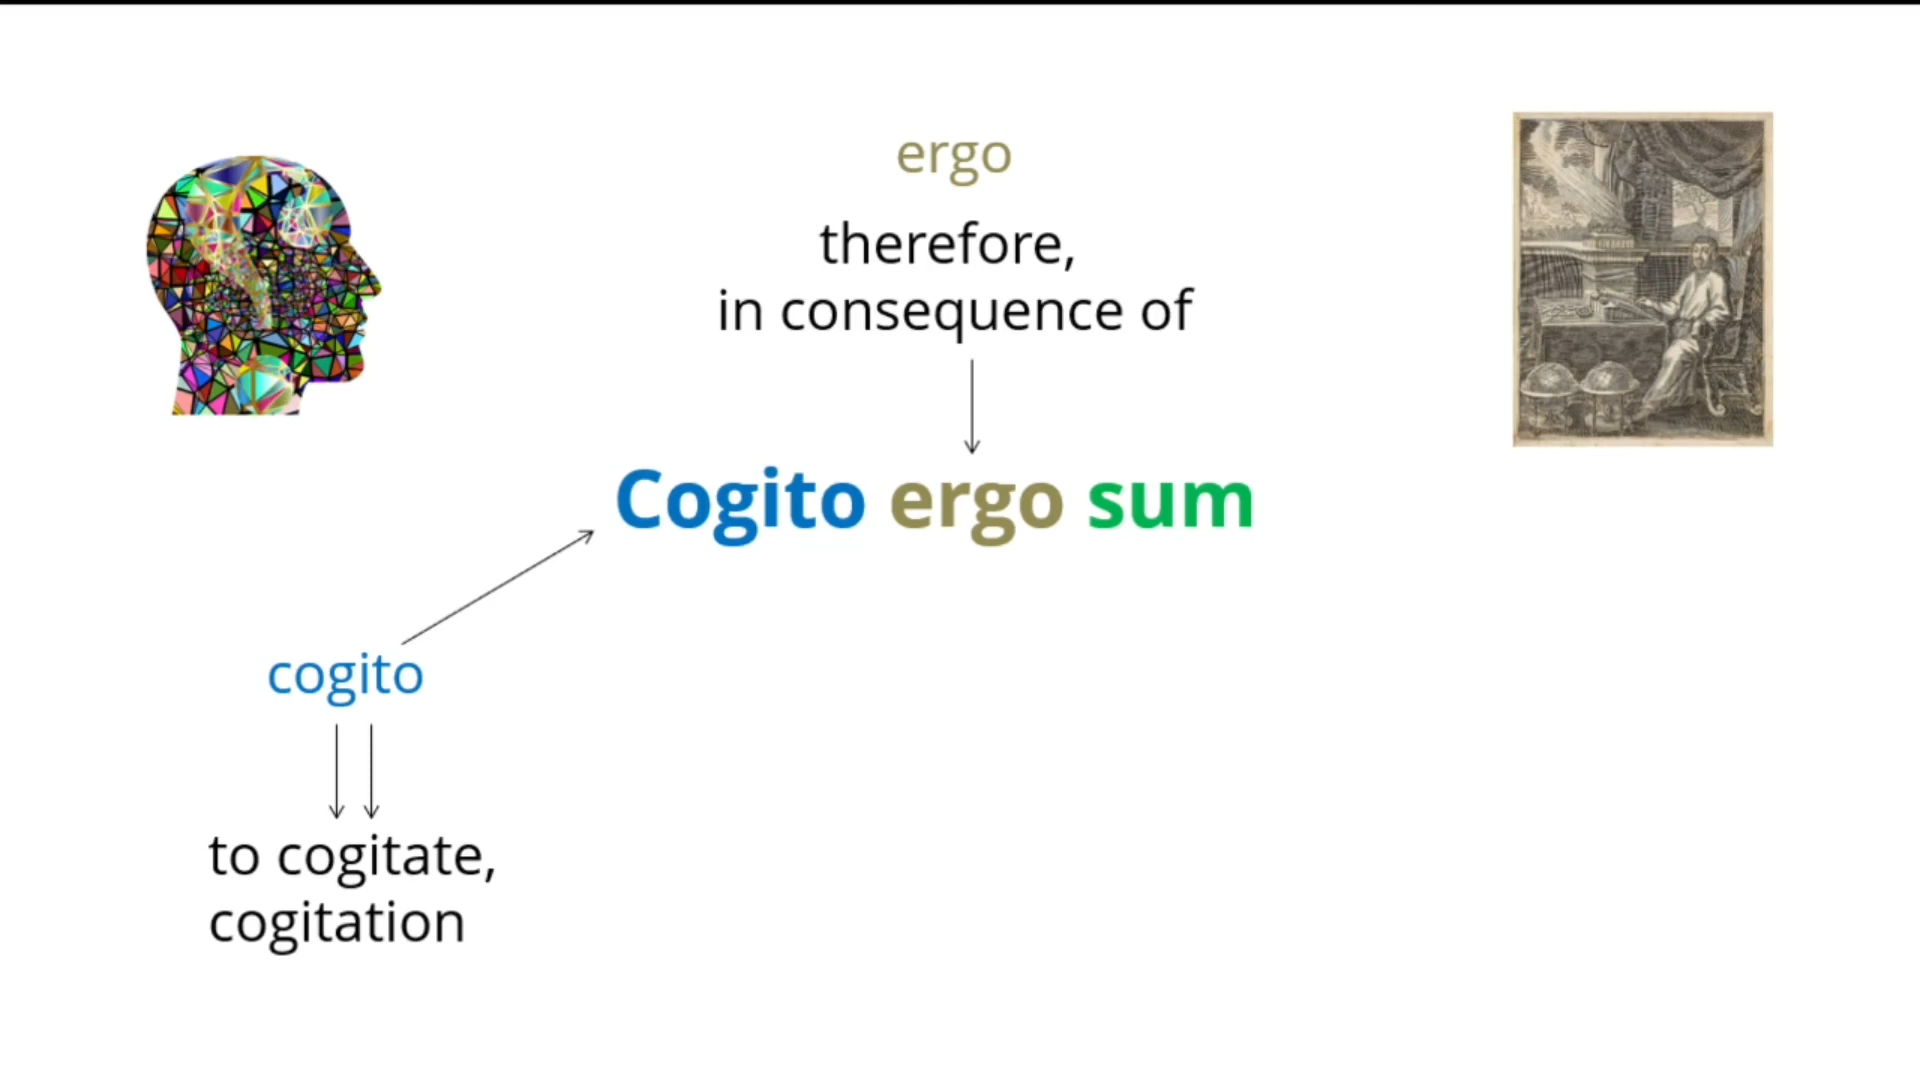 ergo
therefore,
in consequence of
Cogito ergo sum
cogito
to cogitate,
cogitation